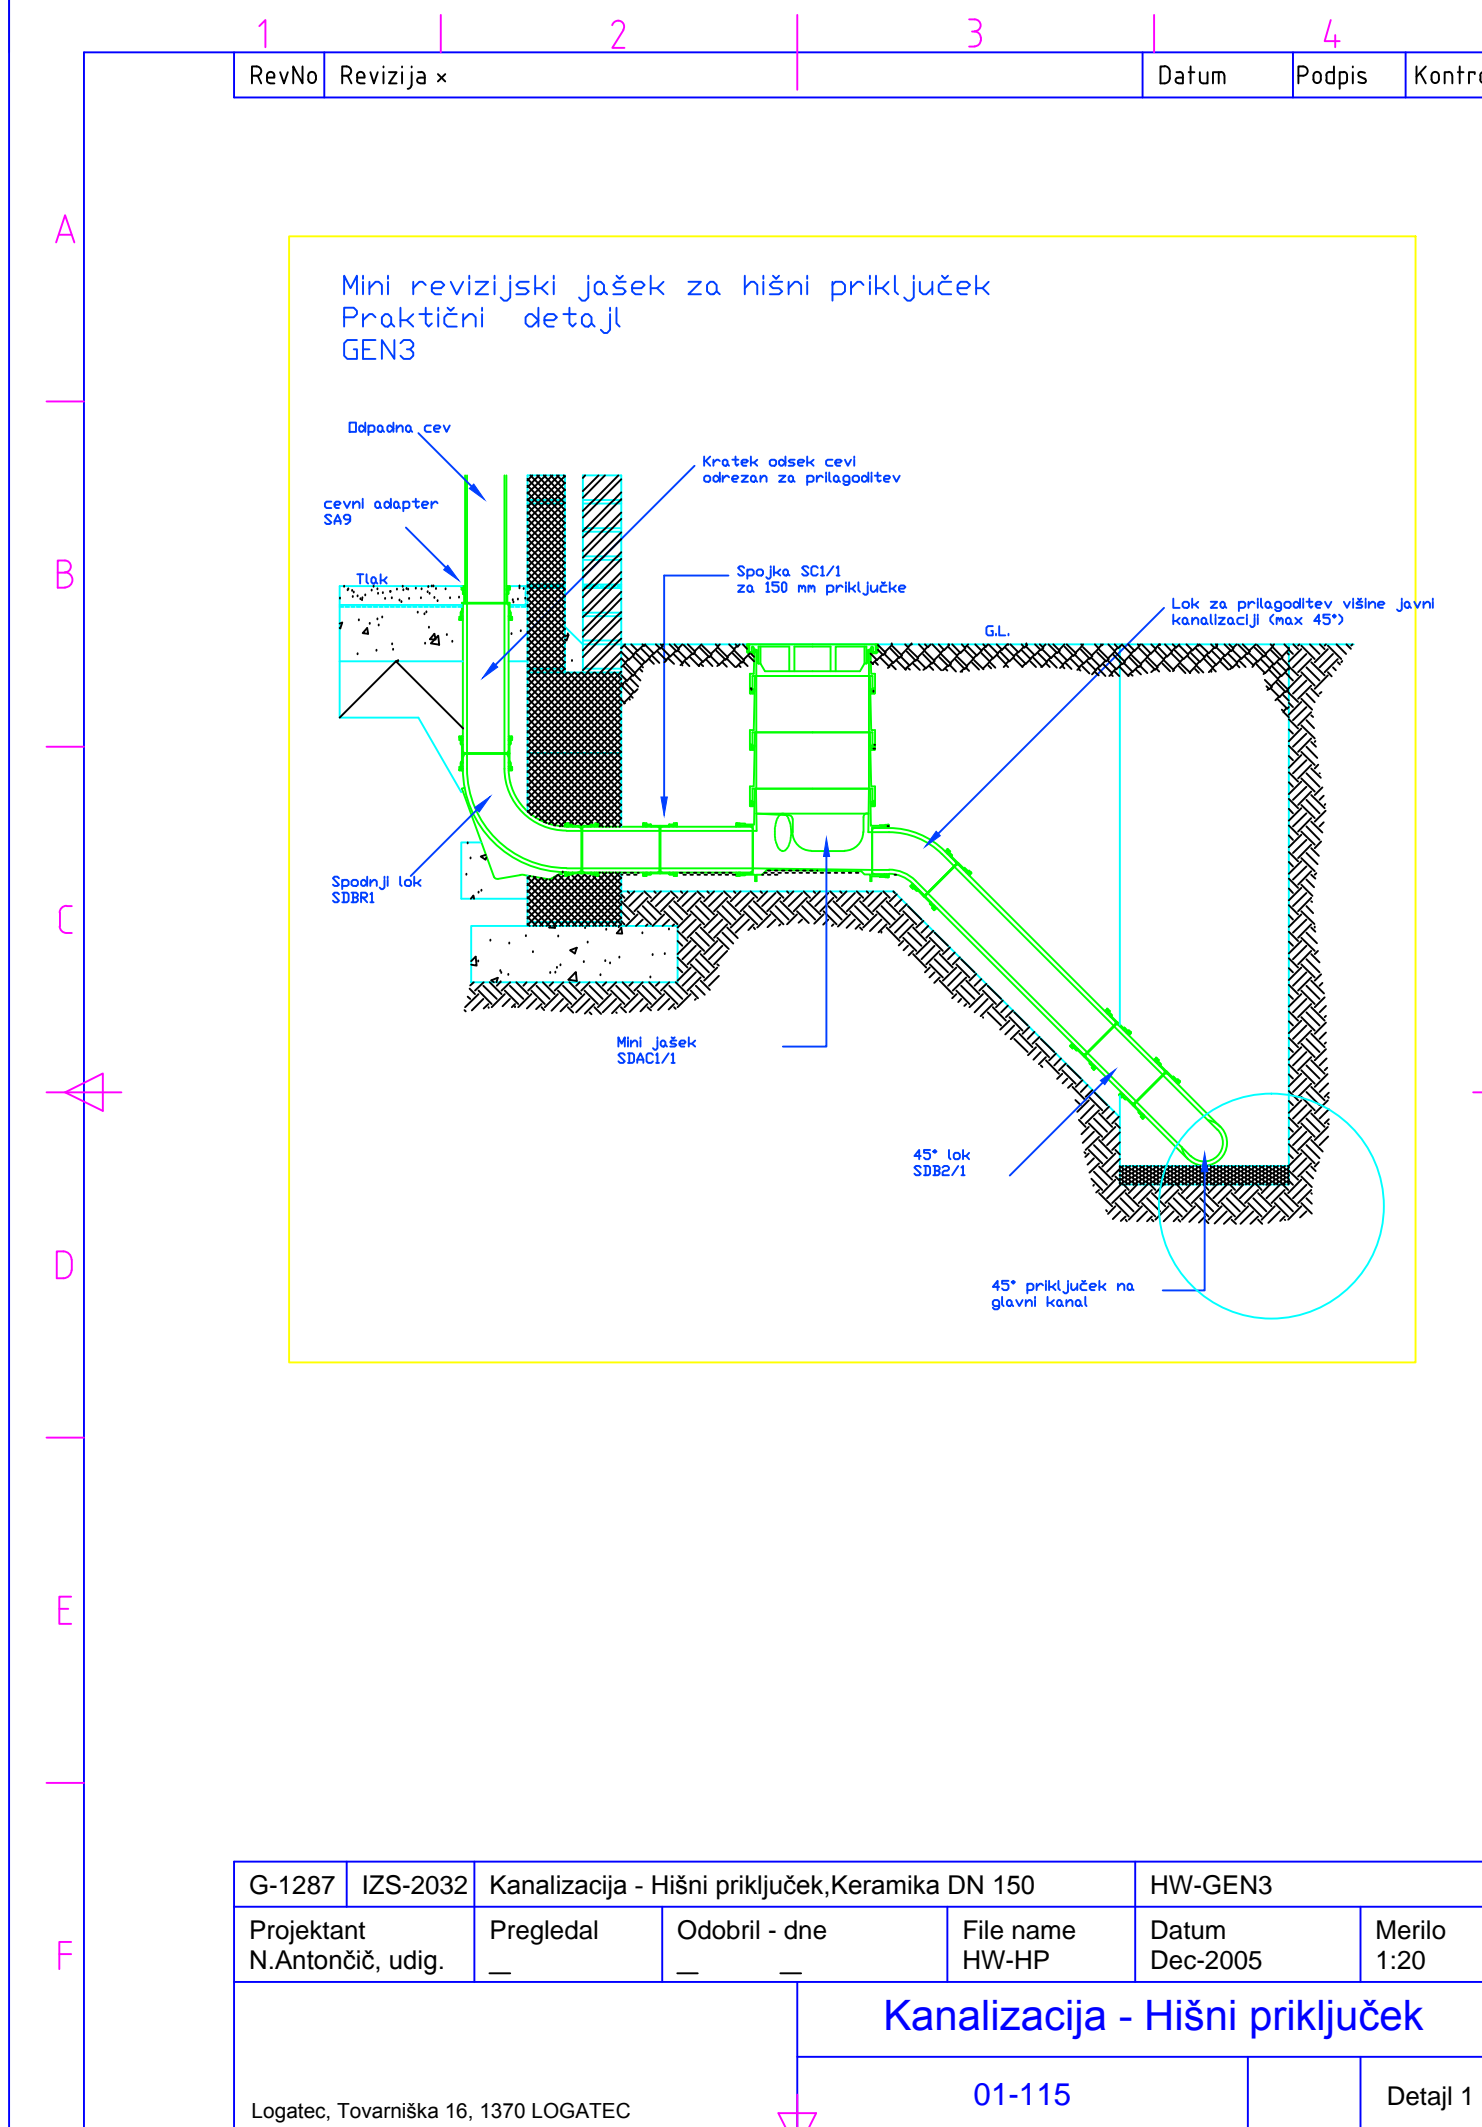 1 2 3 4
RevNo Revizija × Datum Podpis
A
Mini revizijski jašek za hišni priključek
Praktični detajl
GEN3
Odpadna cev
Kratek odsek cevi
odrezan za prilagoditev
cevni adapter
SA9
B
Tlak
Spojka SC1/1
za 150 mm priključke
Lok za prilagoditev višine javni
kanalizaciji (max 45°)
G.L.
Spodnji lok
SDBR1
C
Mini jašek
SDAC1/1
45° lok
SDB2/1
D
45° priključek na
glavni kanal
E
G-1287 IZS-2032 Kanalizacija - Hišni priključek,Keramika DN 150 HW-GEN3
Projektant Pregledal Odobril - dne File name Datum Merilo
N.Antončič, udig. _ _ _ HW-HP Dec-2005 1:20
F
Kanalizacija - Hišni priključek
01-115 Detajl 1
Logatec, Tovarniška 16, 1370 LOGATEC